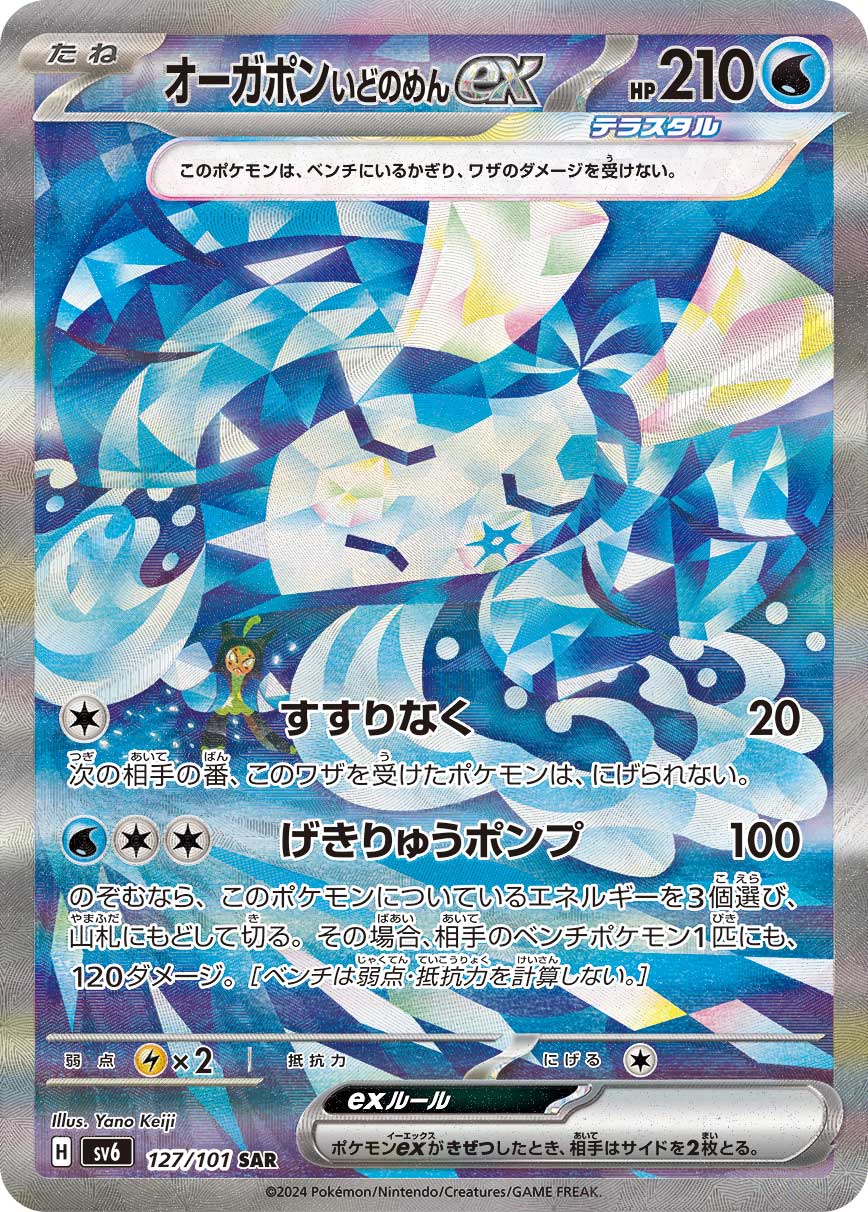 たね オーガポン いどのめん ex HP 210
テラスタル
このポケモンは、ベンチにいるかぎり、ワザのダメージを受けない。
すすりなく 20
次の相手の番、このワザを受けたポケモンは、にげられない。
げきりゅうポンプ 100
のぞむなら、このポケモンについているエネルギーを3個選び、
山札にもどして切る。その場合、相手のベンチポケモン1匹にも、
120ダメージ。[ベンチは弱点・抵抗力を計算しない。]
弱点 ×2 抵抗力 にげる
exルール
ポケモンexがきぜつしたとき、相手はサイドを2枚とる。
Illus. Yano Keiji
H sv6 127/101 SAR
©2024 Pokémon/Nintendo/Creatures/GAME FREAK.